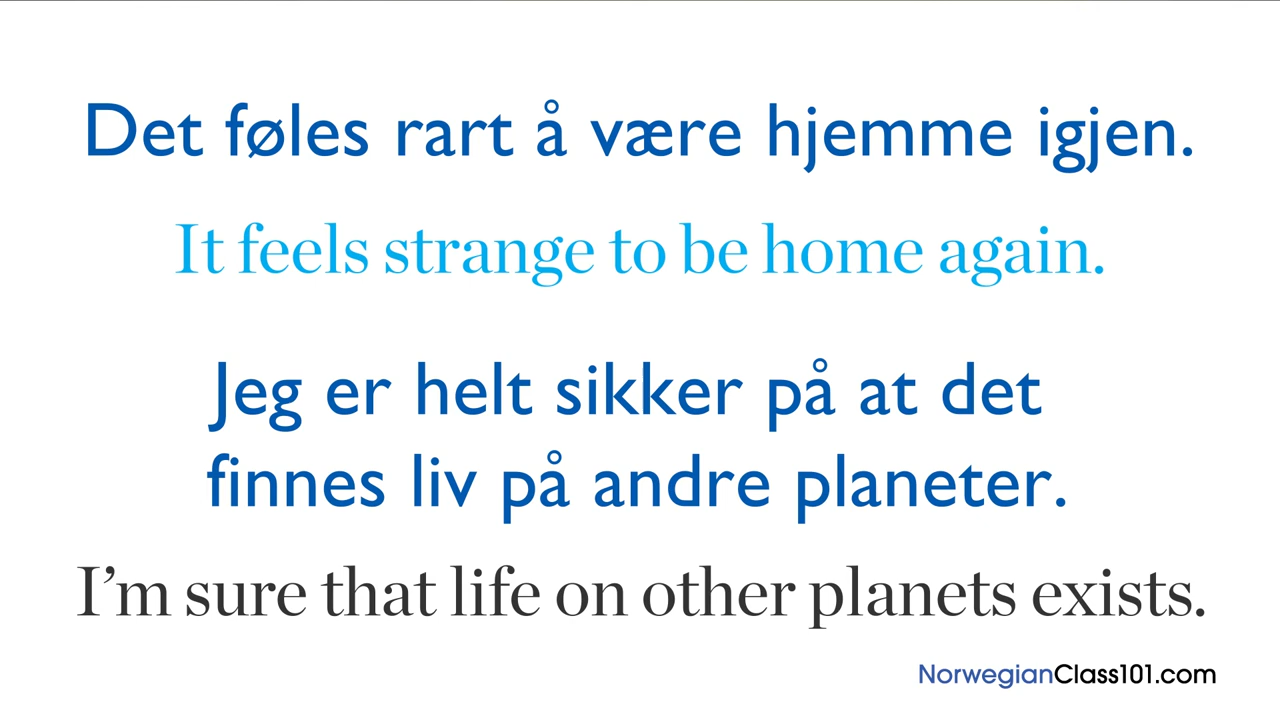 Det føles rart å være hjemme igjen.
It feels strange to be home again.
Jeg er helt sikker på at det
finnes liv på andre planeter.
I’m sure that life on other planets exists.
NorwegianClass101.com